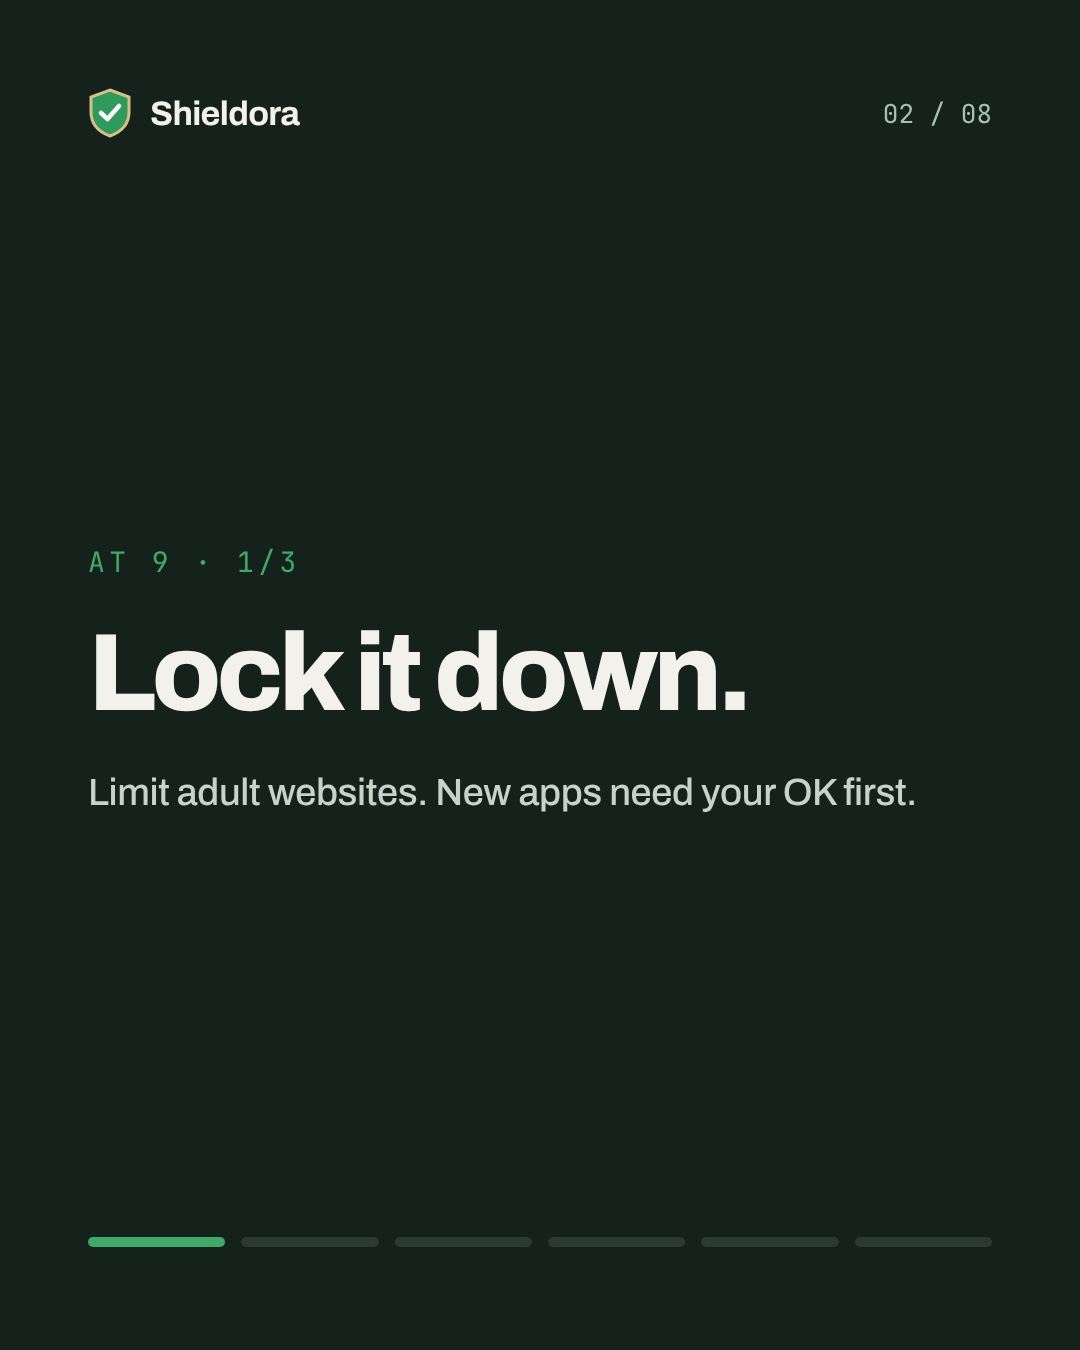 Shieldora
02 / 08
AT 9 · 1/3
Lock it down.
Limit adult websites. New apps need your OK first.